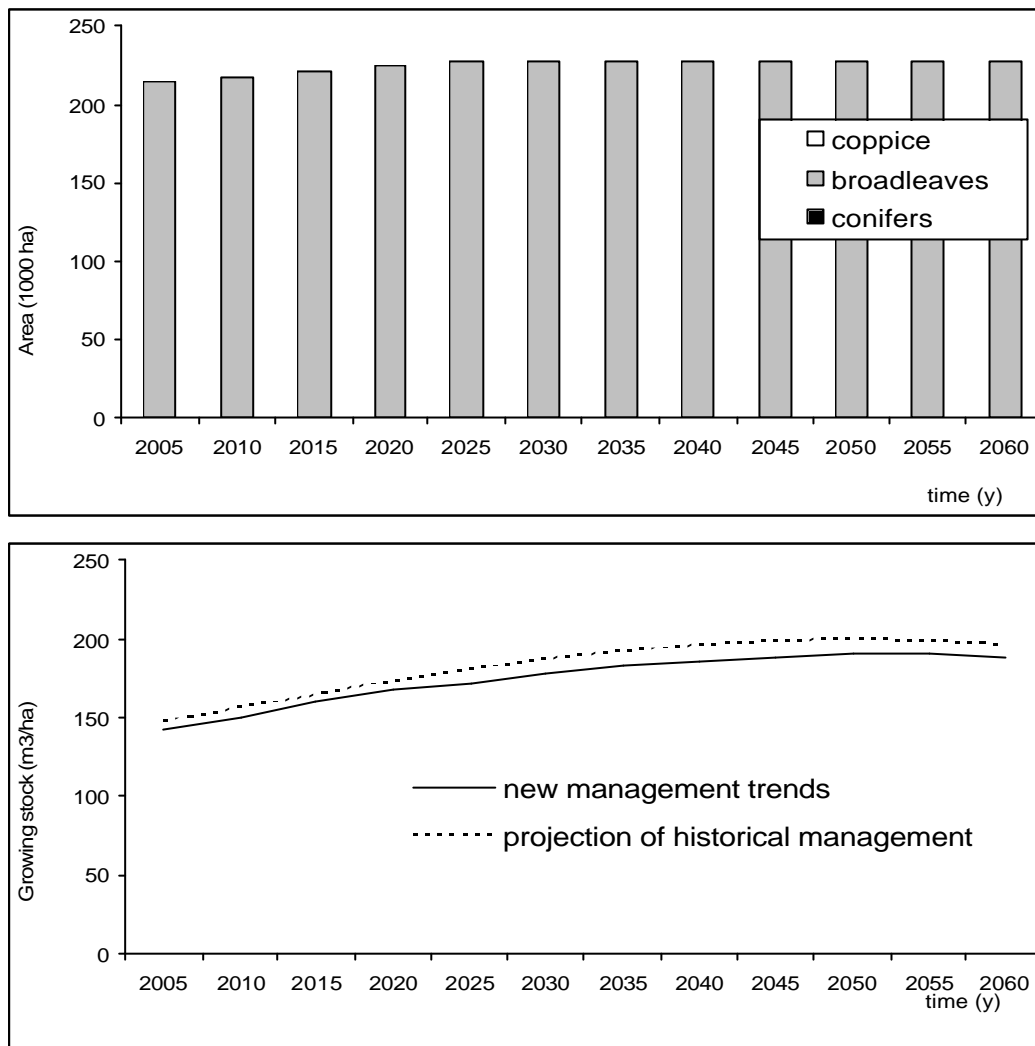 250
200
150
100
50
0
Area (1000 ha)
2005 2010 2015 2020 2025 2030 2035 2040 2045 2050 2055 2060
time (y)
coppice
broadleaves
conifers
250
200
150
100
50
0
Growing stock (m3/ha)
new management trends
projection of historical management
2005 2010 2015 2020 2025 2030 2035 2040 2045 2050 2055 2060
time (y)